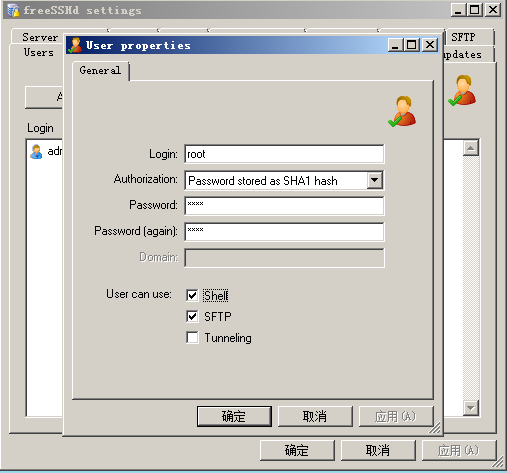 freeSSHd settings
Server
SFTP
Users
pdates
User properties
General
A
Login
adm
Login:
root
Authorization:
Password stored as SHA1 hash
Password:
****
Password (again):
****
Domain:
User can use:
Shell
SFTP
Tunneling
确定
取消
应用(A)
确定
取消
应用(A)